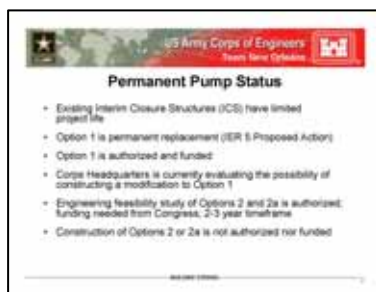 US Army Corps of Engineers
Team New Orleans
Permanent Pump Status
• Existing Interim Closure Structures (ICS) have limited
project life
• Option 1 is permanent replacement (IER 5 Proposed Action)
• Option 1 is authorized and funded
• Corps Headquarters is currently evaluating the possibility of
constructing a modification to Option 1
• Engineering feasibility study of Options 2 and 2a is authorized;
funding needed from Congress, 2-3 year timeframe
• Construction of Options 2 or 2a is not authorized nor funded